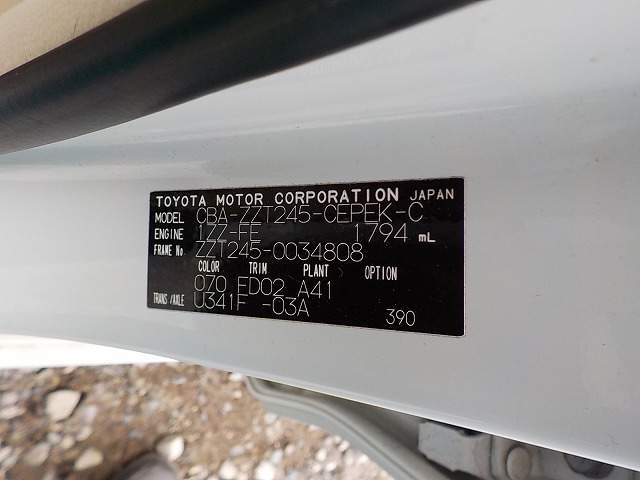 TOYOTA MOTOR CORPORATION JAPAN
MODEL CBA-ZZT245-CEPEK-C
ENGINE 1ZZ-FE 1794 mL
FRAME No ZZT245-0034808
COLOR TRIM PLANT OPTION
070 FD02 A41
TRANS/AXLE U341F -03A
390